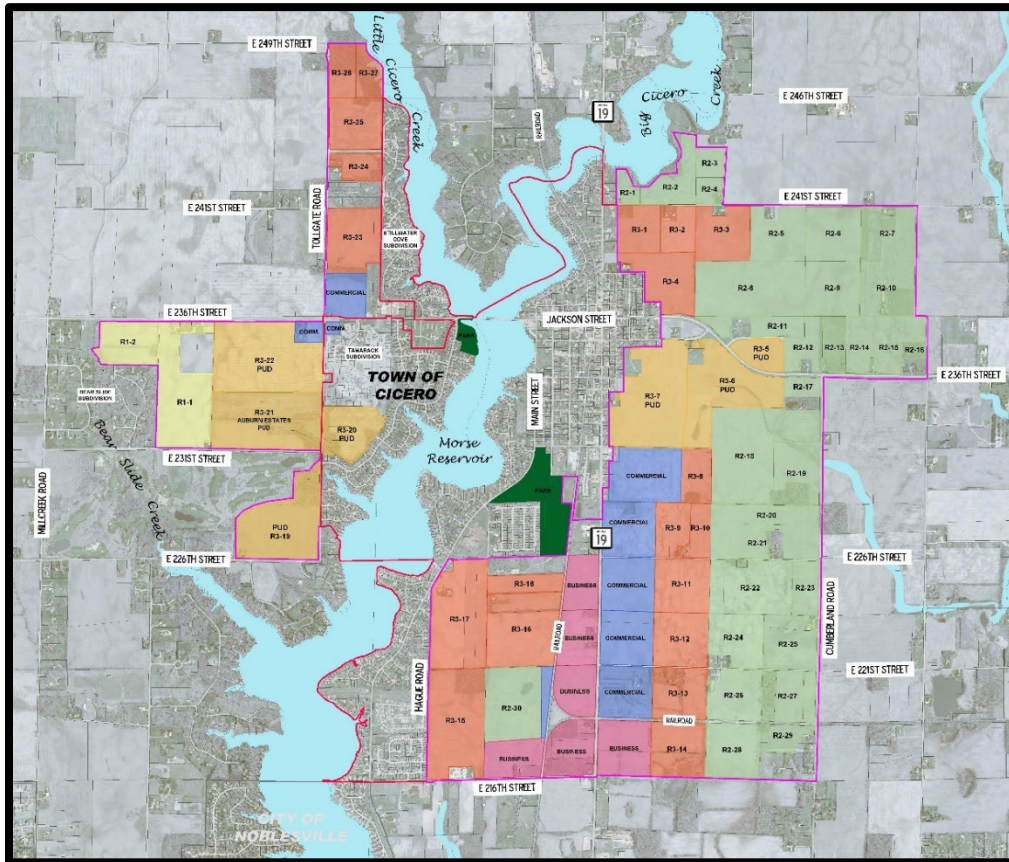 E 249TH STREET
Little Cicero Creek
R3-26
R3-27
RAILROAD
19
Big Cicero Creek
E 246TH STREET
R3-25
R3-24
R2-3
R2-1
R2-2
R2-4
E 241ST STREET
TOLLGATE ROAD
E 241ST STREET
R3-23
STILLWATER
COVE
SUBDIVISION
R3-1
R3-2
R3-3
R2-5
R2-6
R2-7
R3-4
R2-8
R2-9
R2-10
COMMERCIAL
E 236TH STREET
COMM.
COMM.
PARK
JACKSON STREET
R2-11
R1-2
TAMARACK
SUBDIVISION
R3-5
PUD
R2-12
R2-13
R2-14
R2-15
R2-16
R3-22
PUD
TOWN OF
CICERO
E 236TH STREET
BEAR SLIDE
SUBDIVISION
R1-1
MAIN STREET
R3-7
PUD
R3-6
PUD
R2-17
R3-21
AUBURN ESTATES
PUD
R3-20
PUD
Morse
Reservoir
Bear Slide Creek
E 231ST STREET
R2-18
R2-19
MILLCREEK ROAD
COMMERCIAL
R3-8
PARK
PUD
R3-19
COMMERCIAL
R3-9
R3-10
R2-20
R2-21
19
E 226TH STREET
E 226TH STREET
R3-18
BUSINESS
COMMERCIAL
R3-11
R2-22
R2-23
CUMBERLAND ROAD
R3-17
R3-16
RAILROAD
BUSINESS
COMMERCIAL
R3-12
R2-24
R2-25
E 221ST STREET
HAGUE ROAD
R3-15
R2-30
BUSINESS
COMMERCIAL
R3-13
R2-26
R2-27
RAILROAD
BUSINESS
BUSINESS
BUSINESS
R3-14
R2-28
R2-29
E 216TH STREET
CITY OF
NOBLESVILLE